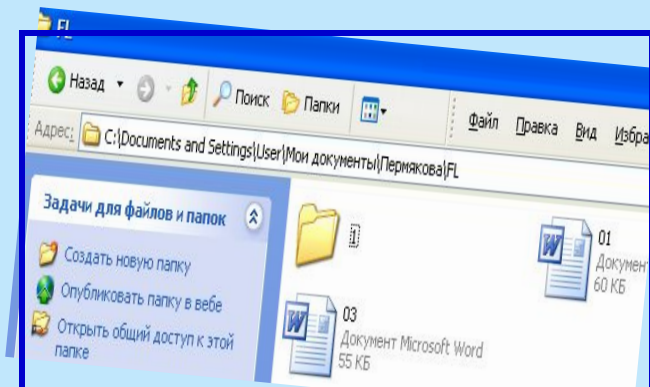 FL
Назад Поиск Папки Файл Правка Вид Избра
Адрес: C:\Documents and Settings\User\Мои документы\Пермякова\FL
Задачи для файлов и папок
Создать новую папку
Опубликовать папку в вебе
Открыть общий доступ к этой
папке
1
01
Документ
60 КБ
03
Документ Microsoft Word
55 КБ